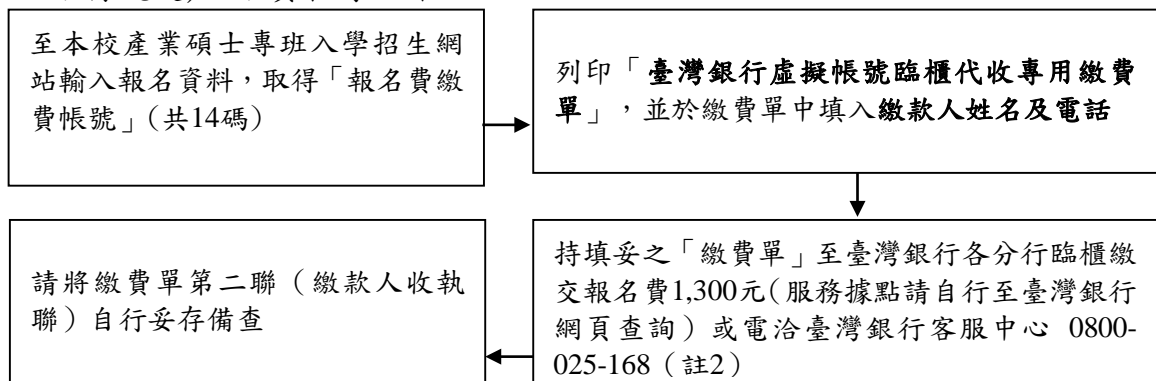 至本校產業碩士專班入學招生網
站輸入報名資料，取得「報名費繳
費帳號」(共14碼)
列印「臺灣銀行虛擬帳號臨櫃代收專用繳費
單」，並於繳費單中填入繳款人姓名及電話
持填妥之「繳費單」至臺灣銀行各分行臨櫃繳
交報名費1,300元(服務據點請自行至臺灣銀行
網頁查詢) 或電洽臺灣銀行客服中心 0800-
025-168（註2）
請將繳費單第二聯（繳款人收執
聯）自行妥存備查